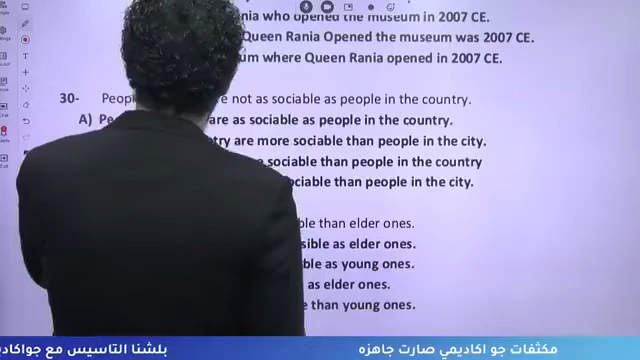 nia who opened the museum in 2007 CE.
Queen Rania Opened the museum was 2007 CE.
um where Queen Rania opened in 2007 CE.
30- People re not as sociable as people in the country.
A) Pe are as sociable as people in the country.
try are more sociable than people in the city.
sociable than people in the country
ociable than people in the city.
ble than elder ones.
sible as elder ones.
ble as young ones.
as elder ones.
e than young ones.
مكثفات جو اكاديمي صارت جاهزه
بلشنا التاسيس مع جواكادي